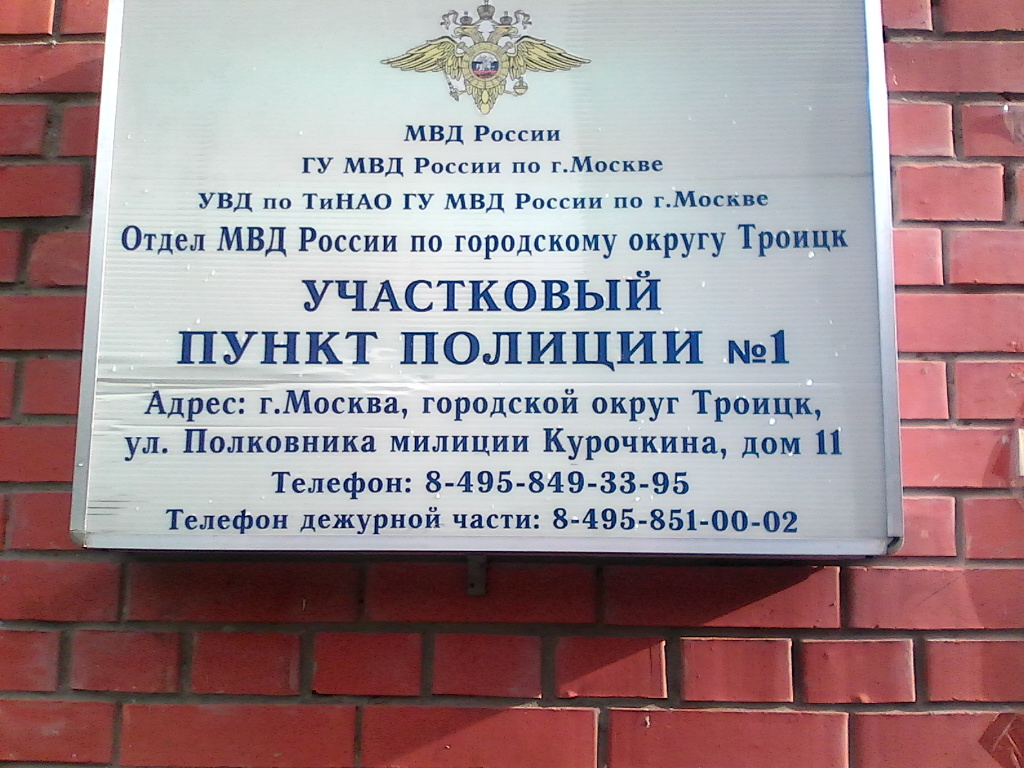 МВД России
ГУ МВД России по г.Москве
УВД по ТиНАО ГУ МВД России по г.Москве
Отдел МВД России по городскому округу Троицк
УЧАСТКОВЫЙ
ПУНКТ ПОЛИЦИИ №1
Адрес: г.Москва, городской округ Троицк,
ул. Полковника милиции Курочкина, дом 11
Телефон: 8-495-849-33-95
Телефон дежурной части: 8-495-851-00-02